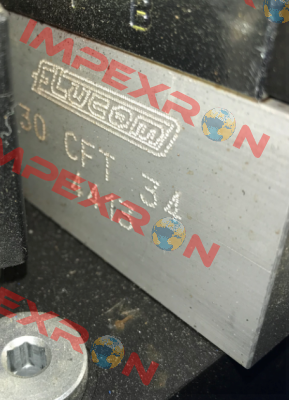 E
IMPEXRON
FLUCOM
30 CFT 34
IMPEXRON
IMPEXRON